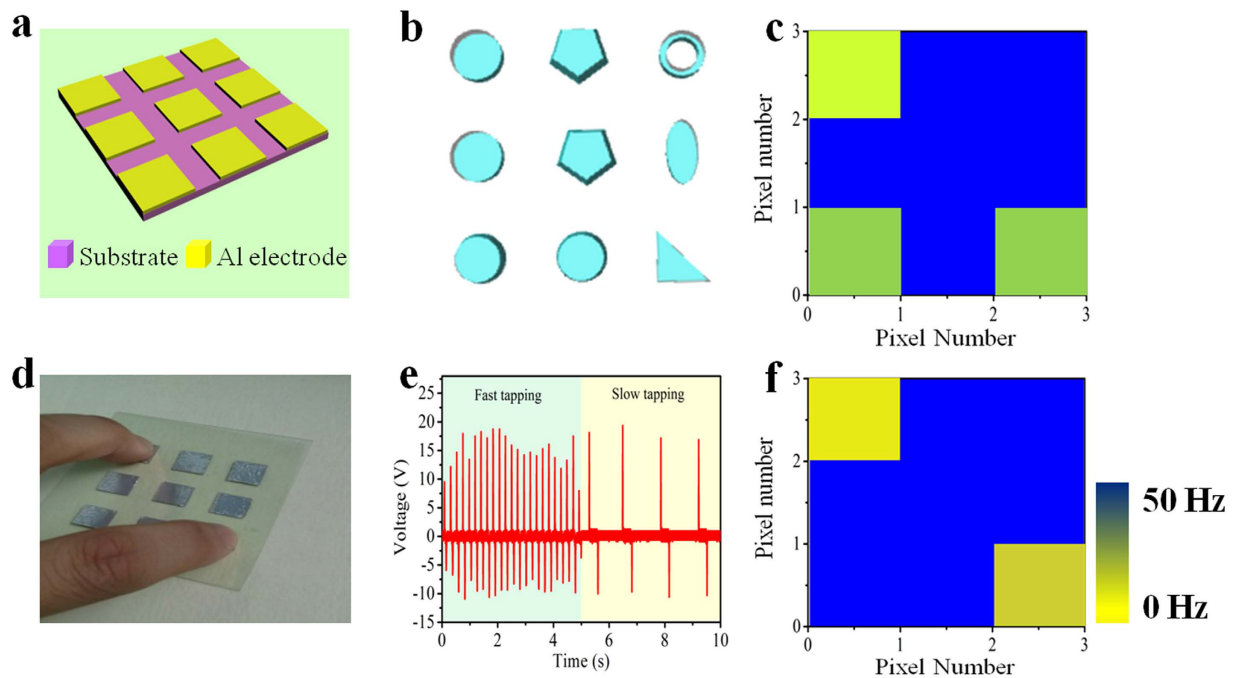 a
Substrate
Al electrode
b
c
Pixel number
3
2
1
0
0
1
2
3
Pixel Number
d
e
Fast tapping
Slow tapping
Voltage (V)
25
20
15
10
5
0
-5
-10
-15
0
2
4
6
8
10
Time (s)
f
Pixel number
3
2
1
0
0
1
2
3
Pixel Number
50 Hz
0 Hz